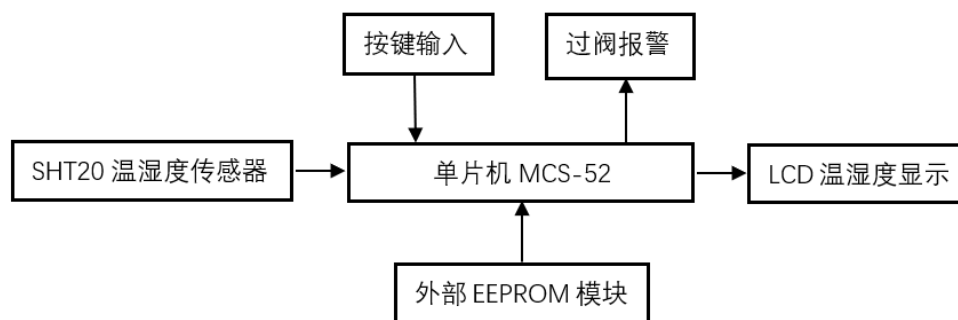 按键输入
过阀报警
SHT20 温湿度传感器
单片机 MCS-52
LCD 温湿度显示
外部 EEPROM 模块